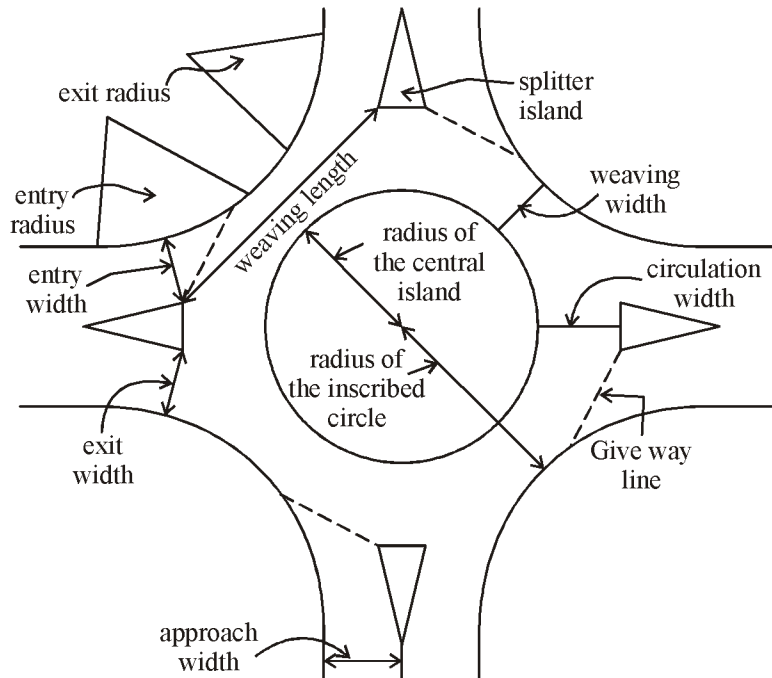 exit radius
splitter
island
entry
radius
weaving length
weaving
width
radius of
the central
island
entry
width
circulation
width
radius of
the inscribed
circle
exit
width
Give way
line
approach
width